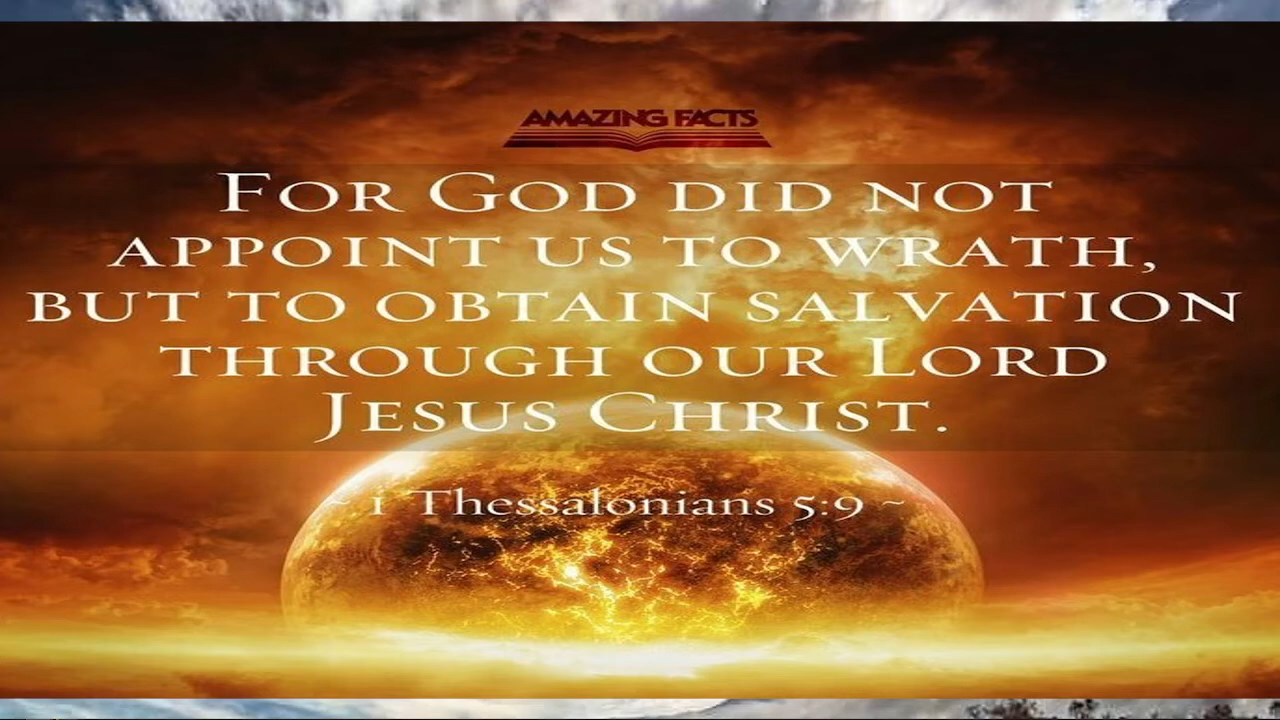 AMAZING FACTS
For God did not
appoint us to wrath,
but to obtain salvation
through our Lord
Jesus Christ.
~ 1 Thessalonians 5:9 ~